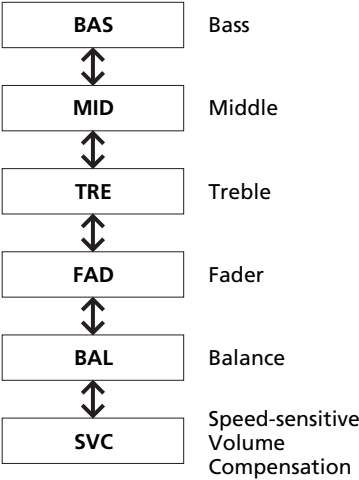 BAS Bass
MID Middle
TRE Treble
FAD Fader
BAL Balance
Speed-sensitive
SVC Volume
Compensation